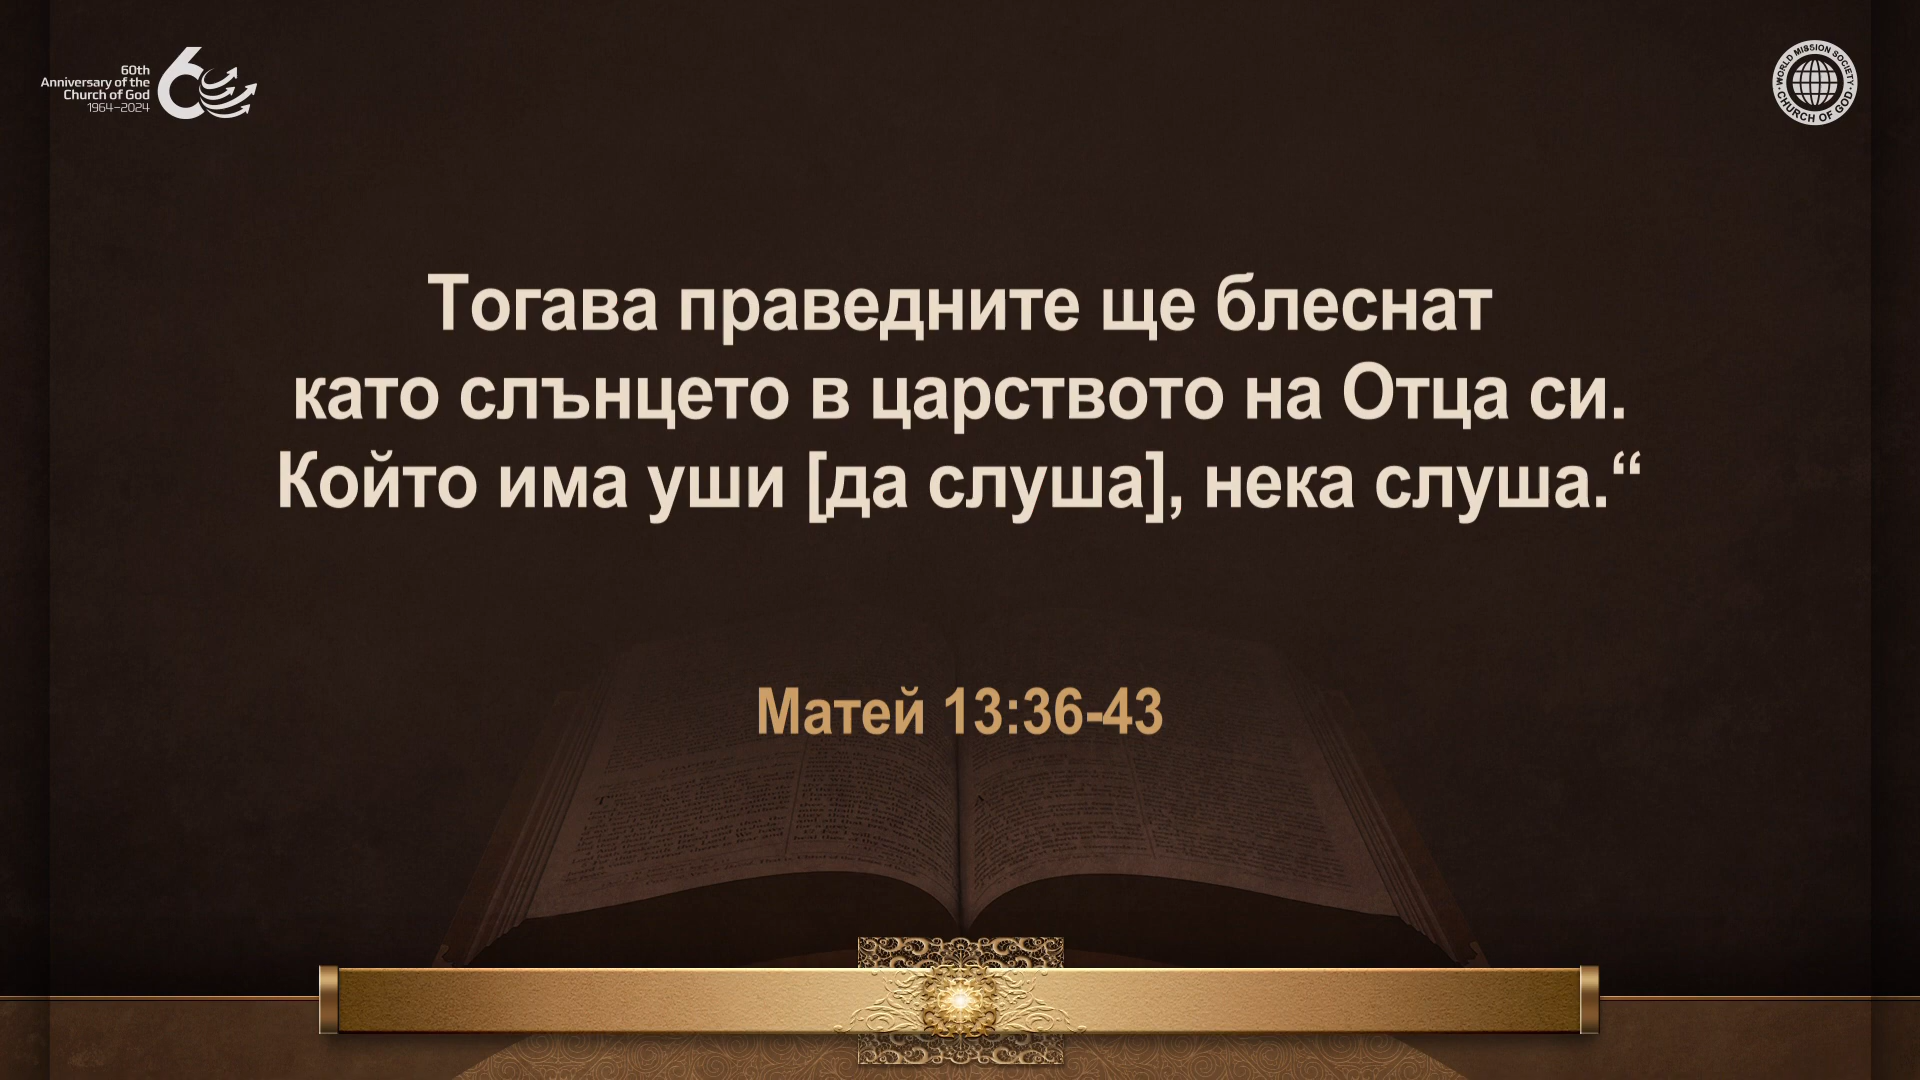 60th
Anniversary of the
Church of God
1964–2024
WORLD MISSION SOCIETY
CHURCH OF GOD
Тогава праведните ще блеснат
като слънцето в царството на Отца си.
Който има уши [да слуша], нека слуша.“
Матей 13:36-43